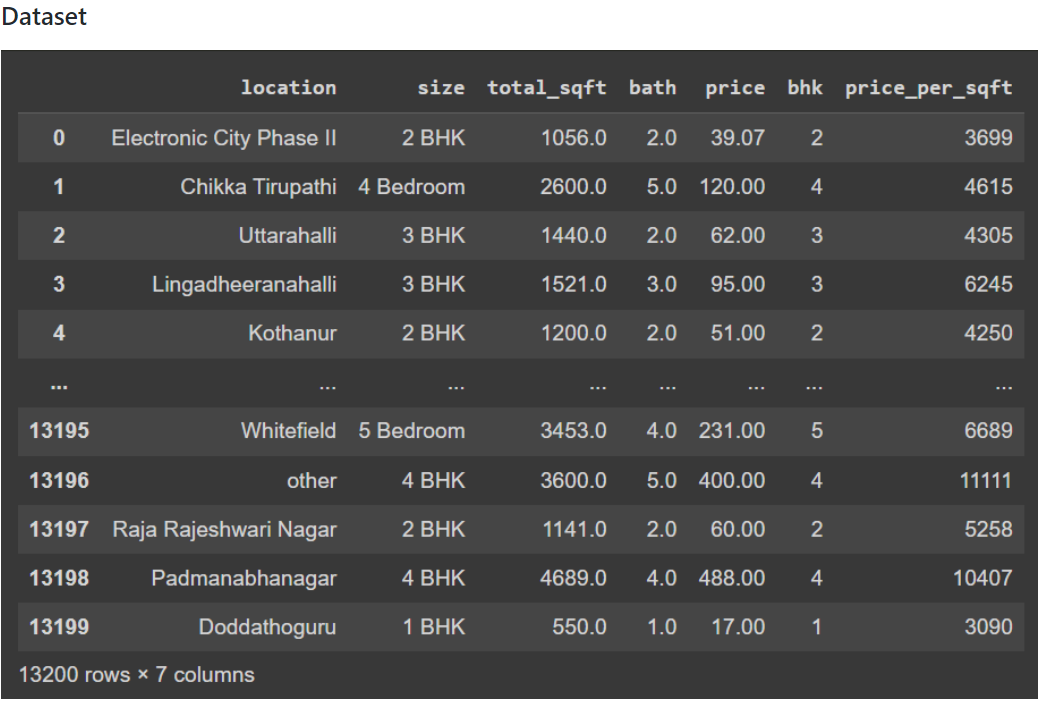 Dataset
location size total_sqft bath price bhk price_per_sqft
0 Electronic City Phase II 2 BHK 1056.0 2.0 39.07 2 3699
1 Chikka Tirupathi 4 Bedroom 2600.0 5.0 120.00 4 4615
2 Uttarahalli 3 BHK 1440.0 2.0 62.00 3 4305
3 Lingadheeranahalli 3 BHK 1521.0 3.0 95.00 3 6245
4 Kothanur 2 BHK 1200.0 2.0 51.00 2 4250
... ... ... ... ... ... ... ...
13195 Whitefield 5 Bedroom 3453.0 4.0 231.00 5 6689
13196 other 4 BHK 3600.0 5.0 400.00 4 11111
13197 Raja Rajeshwari Nagar 2 BHK 1141.0 2.0 60.00 2 5258
13198 Padmanabhanagar 4 BHK 4689.0 4.0 488.00 4 10407
13199 Doddathoguru 1 BHK 550.0 1.0 17.00 1 3090
13200 rows × 7 columns